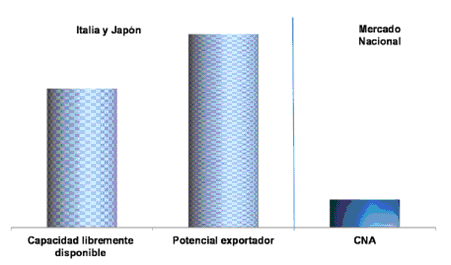 Italia y Japón
Mercado
Nacional
Capacidad libremente
disponible
Potencial exportador
CNA